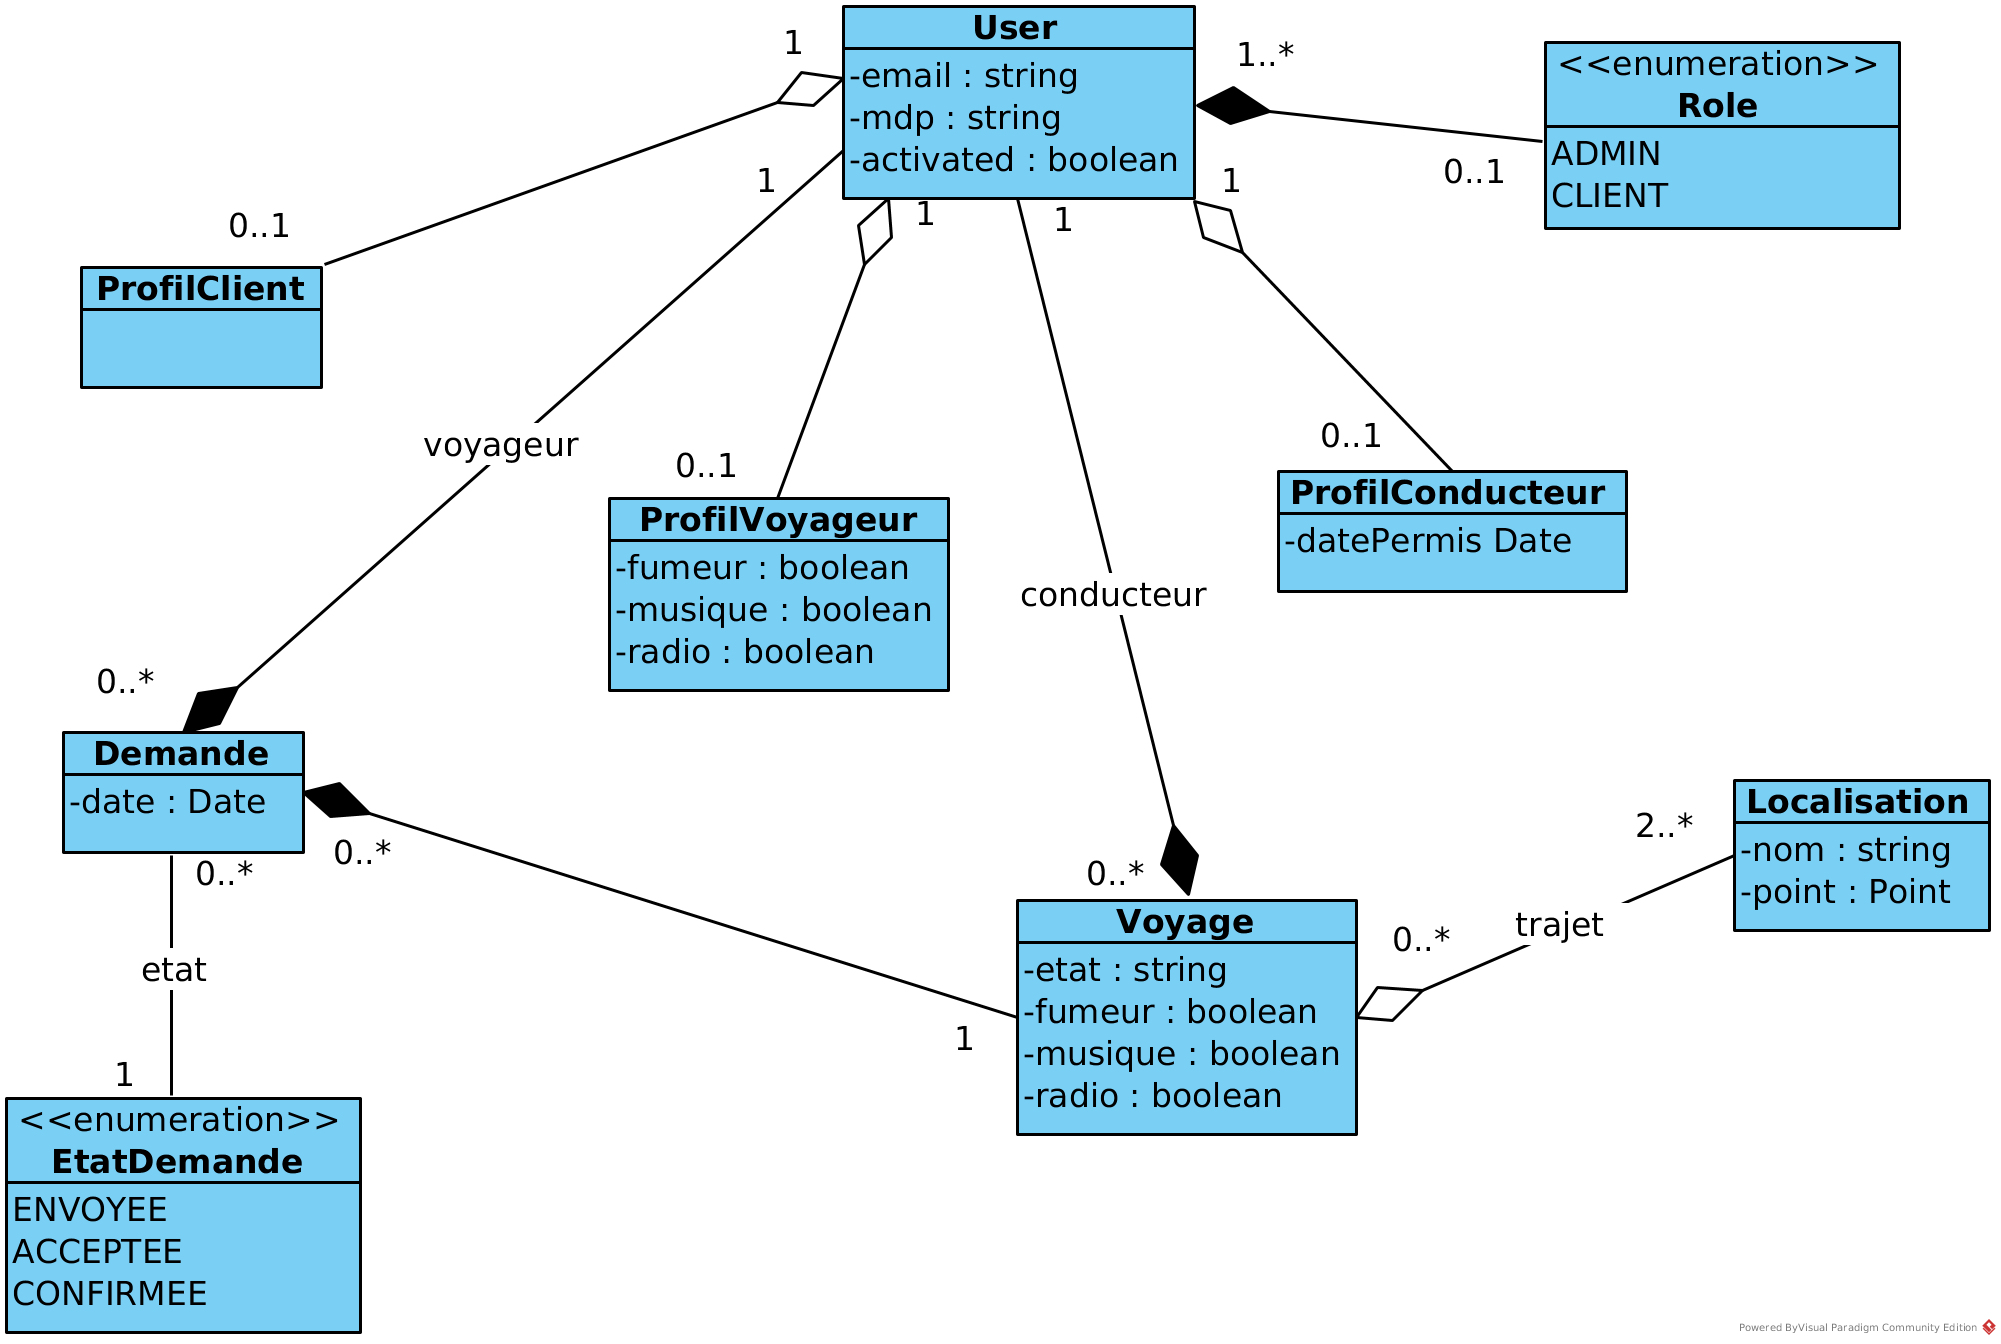 User
-email : string
-mdp : string
-activated : boolean
1
1..*
<<enumeration>>
Role
ADMIN
CLIENT
0..1
1
1
1
1
0..1
ProfilClient
voyageur
0..1
ProfilVoyageur
-fumeur : boolean
-musique : boolean
-radio : boolean
0..1
ProfilConducteur
-datePermis Date
conducteur
0..*
Demande
-date : Date
0..*
0..*
etat
1
<<enumeration>>
EtatDemande
ENVOYEE
ACCEPTEE
CONFIRMEE
0..*
1
Voyage
-etat : string
-fumeur : boolean
-musique : boolean
-radio : boolean
0..*
trajet
2..*
Localisation
-nom : string
-point : Point
Powered ByVisual Paradigm Community Edition